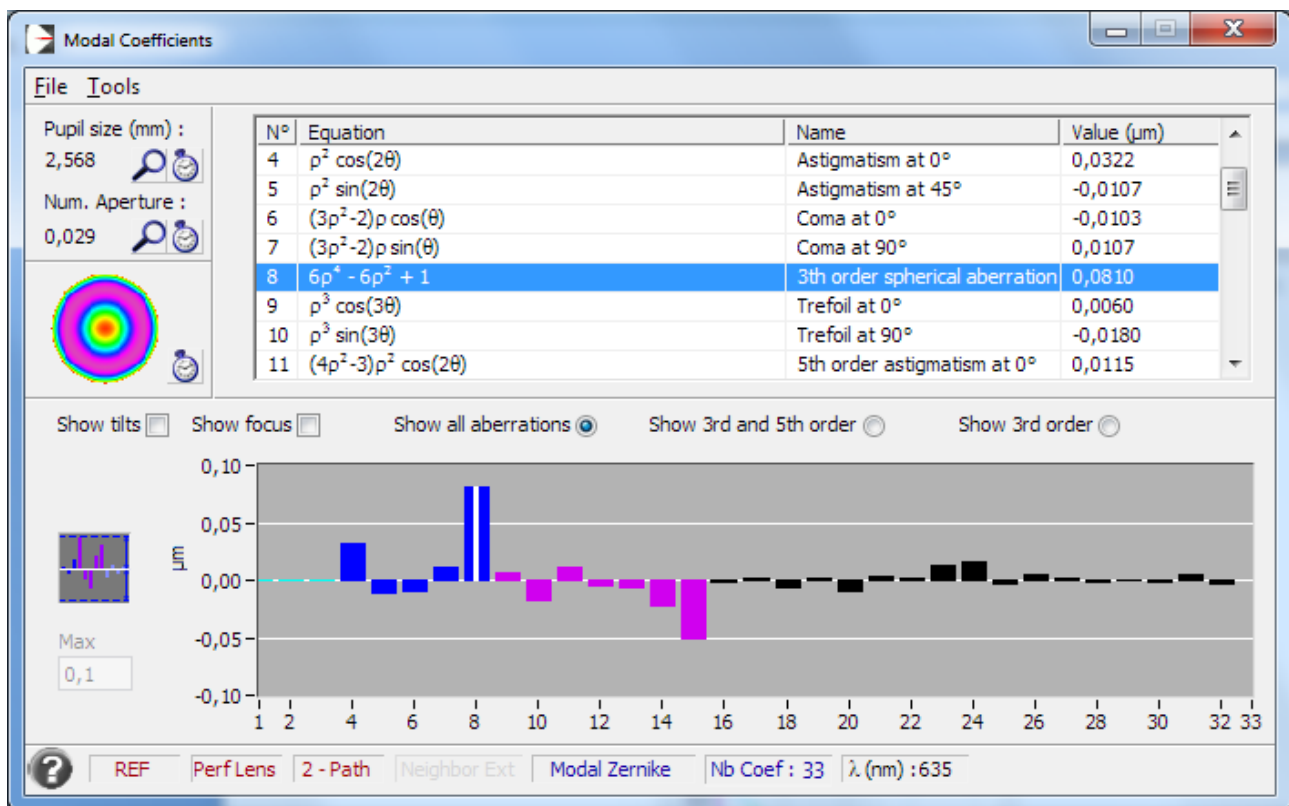 Modal Coefficients
File Tools
Pupil size (mm) :
2,568
Num. Aperture :
0,029
N° Equation Name Value (µm)
4 ρ² cos(2θ) Astigmatism at 0° 0,0322
5 ρ² sin(2θ) Astigmatism at 45° -0,0107
6 (3ρ²-2)ρ cos(θ) Coma at 0° -0,0103
7 (3ρ²-2)ρ sin(θ) Coma at 90° 0,0107
8 6ρ⁴ - 6ρ² + 1 3th order spherical aberration 0,0810
9 ρ³ cos(3θ) Trefoil at 0° 0,0060
10 ρ³ sin(3θ) Trefoil at 90° -0,0180
11 (4ρ²-3)ρ² cos(2θ) 5th order astigmatism at 0° 0,0115
Show tilts Show focus Show all aberrations Show 3rd and 5th order Show 3rd order
0,10
0,05
0,00
-0,05
-0,10
µm
Max
0,1
1 2 4 6 8 10 12 14 16 18 20 22 24 26 28 30 32 33
? REF Perf Lens 2 - Path Neighbor Ext Modal Zernike Nb Coef : 33 λ (nm) :635